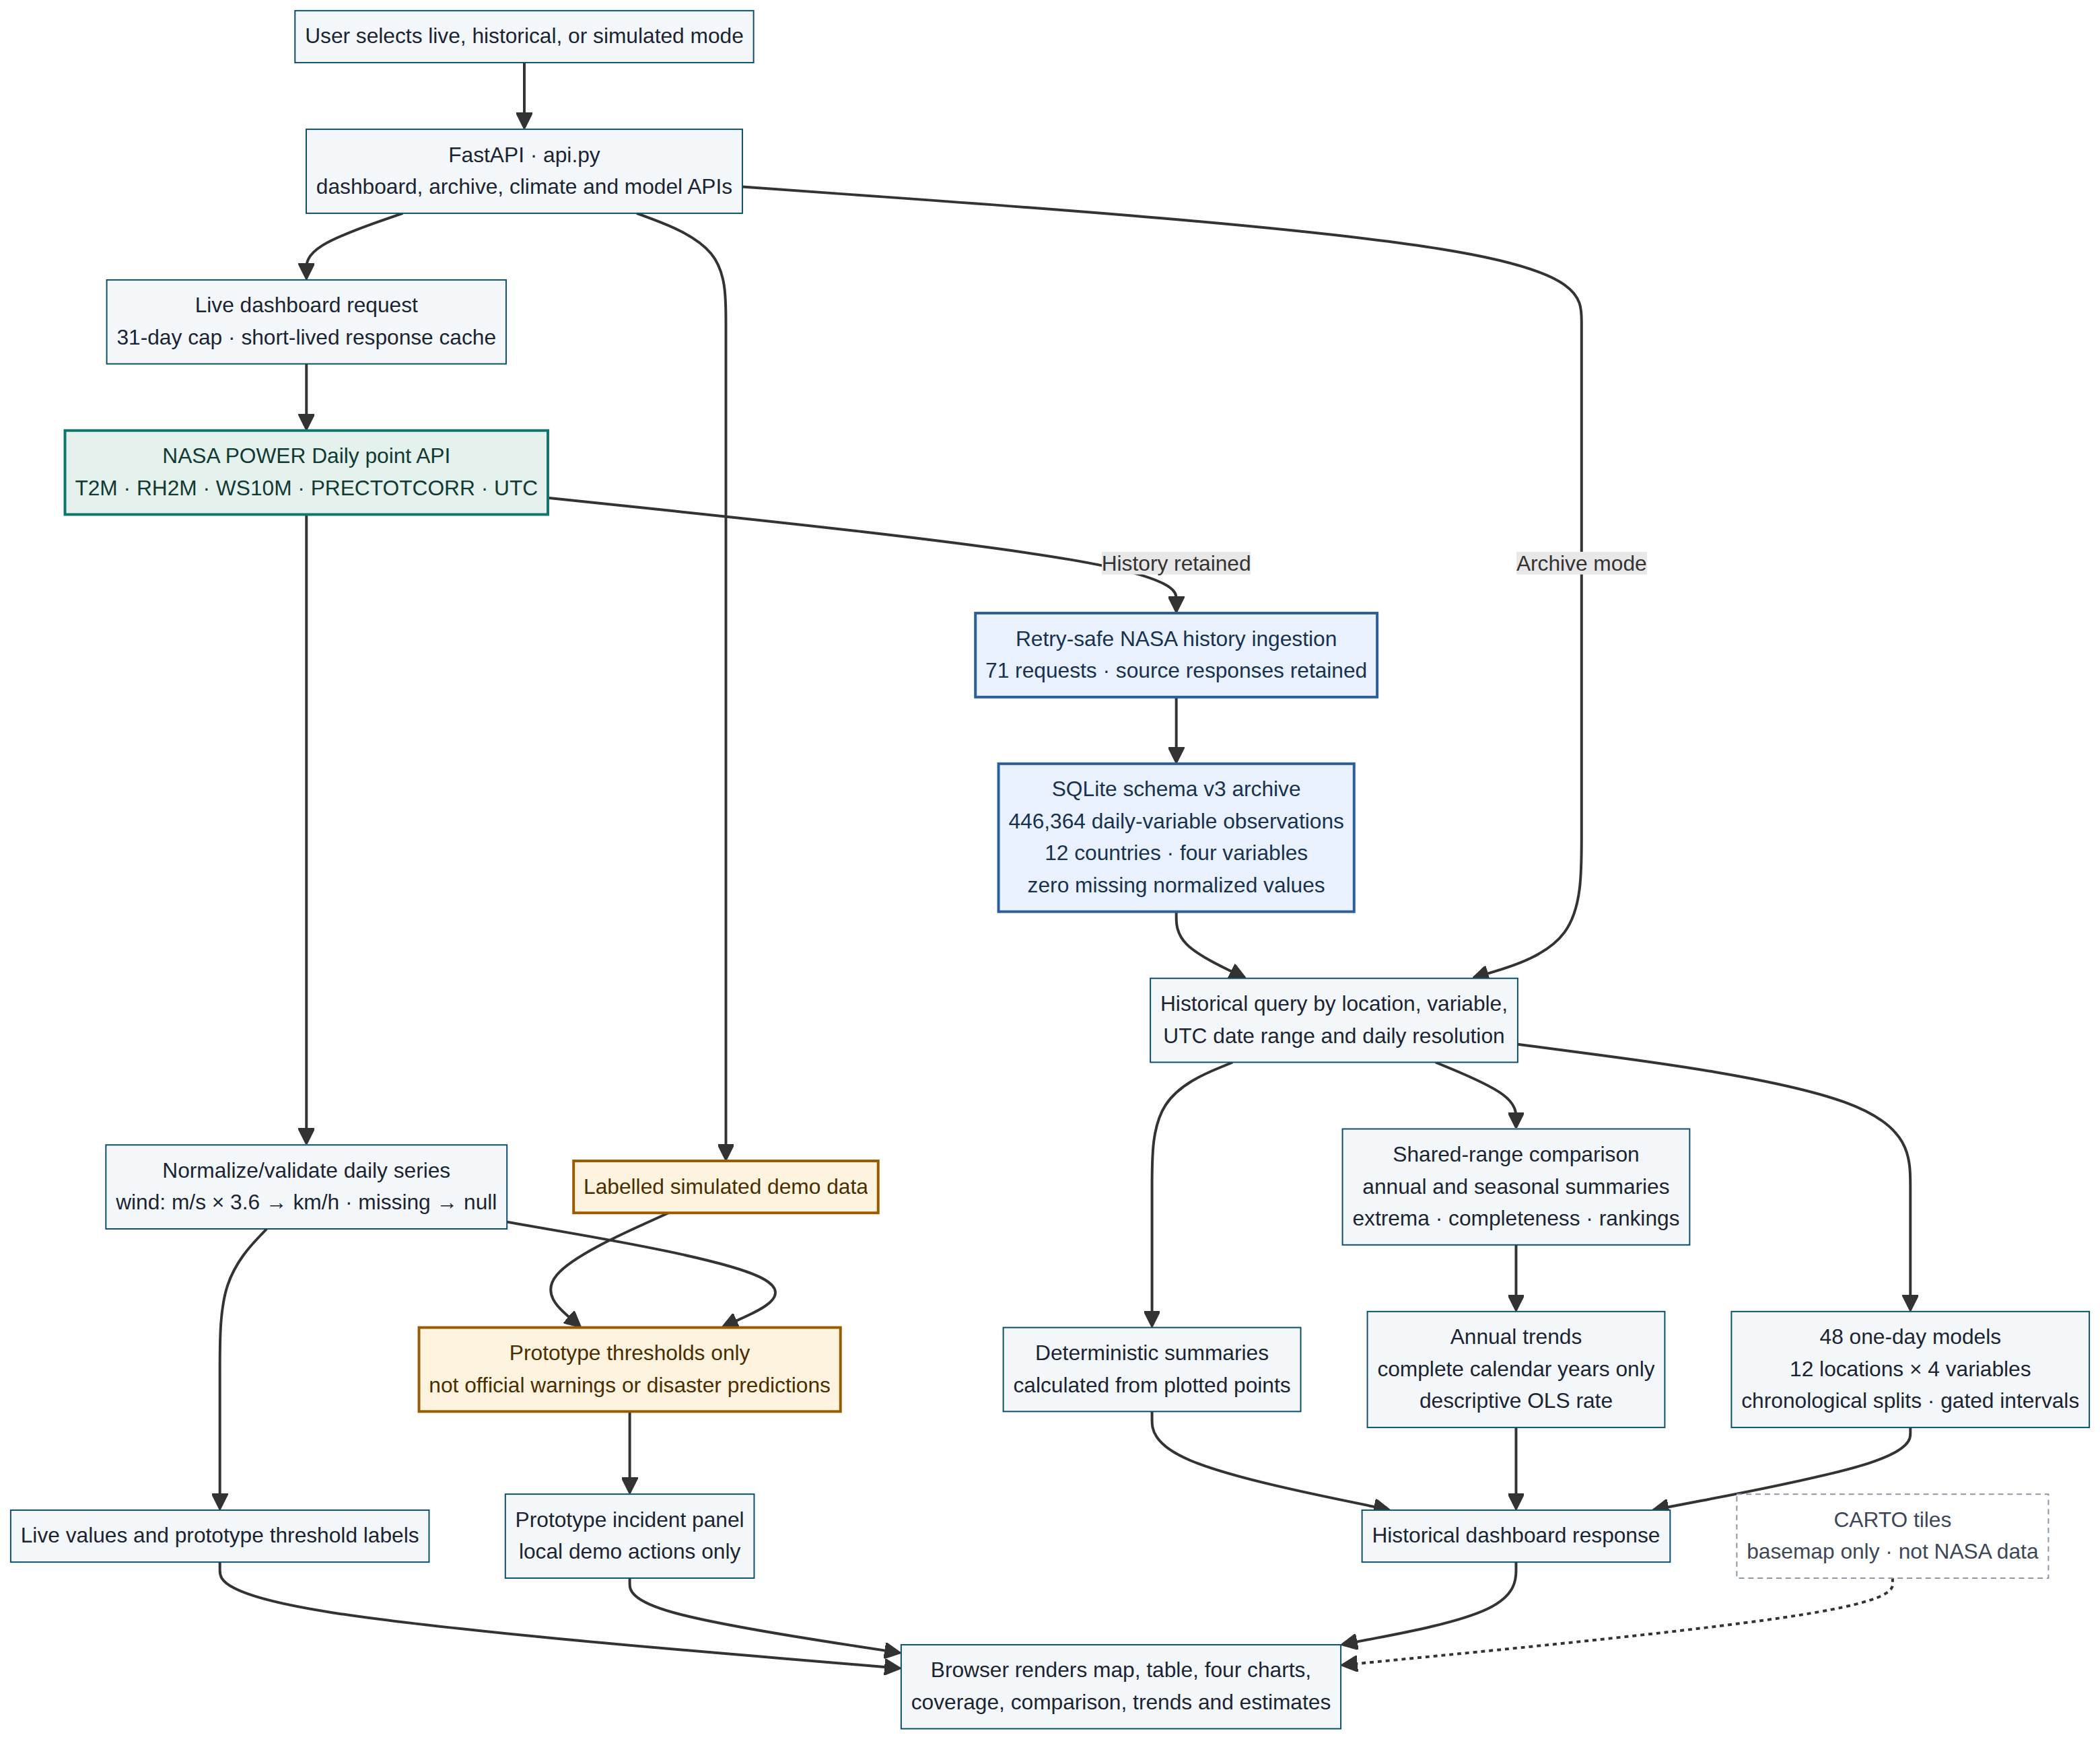 User selects live, historical, or simulated mode
FastAPI · api.py
dashboard, archive, climate and model APIs
Live dashboard request
31-day cap · short-lived response cache
NASA POWER Daily point API
T2M · RH2M · WS10M · PRECTOTCORR · UTC
History retained
Archive mode
Retry-safe NASA history ingestion
71 requests · source responses retained
SQLite schema v3 archive
446,364 daily-variable observations
12 countries · four variables
zero missing normalized values
Historical query by location, variable,
UTC date range and daily resolution
Normalize/validate daily series
wind: m/s × 3.6 → km/h · missing → null
Labelled simulated demo data
Shared-range comparison
annual and seasonal summaries
extrema · completeness · rankings
Prototype thresholds only
not official warnings or disaster predictions
Deterministic summaries
calculated from plotted points
Annual trends
complete calendar years only
descriptive OLS rate
48 one-day models
12 locations × 4 variables
chronological splits · gated intervals
Live values and prototype threshold labels
Prototype incident panel
local demo actions only
Historical dashboard response
CARTO tiles
basemap only · not NASA data
Browser renders map, table, four charts,
coverage, comparison, trends and estimates